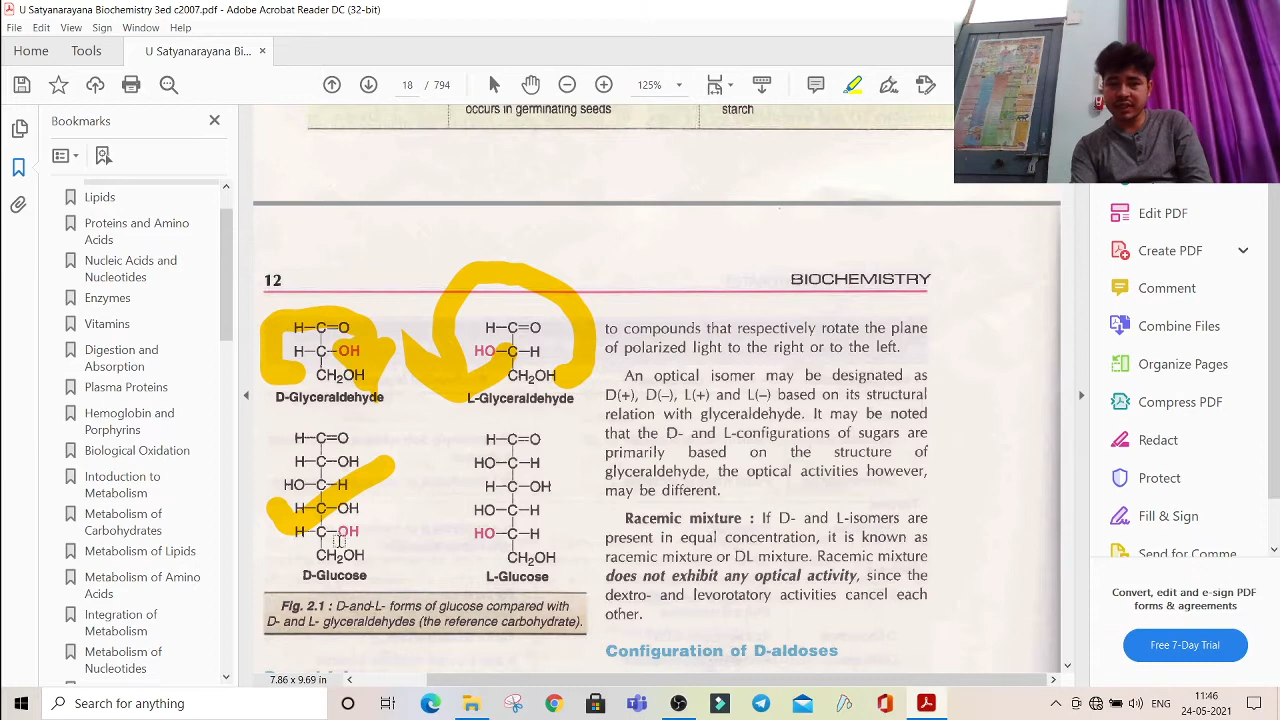 U Satyanarayana Biochemistry 3ed c2007.pdf - Adobe Acrobat Reader DC (32-bit)
File Edit View Sign Window Help
Home Tools U Satyanarayana Bi... ×
18 / 794 125%
Bookmarks
Lipids
Proteins and Amino
Acids
Nucleic Acids and
Nucleotides
Enzymes
Vitamins
Digestion and
Absorption
Plasma Proteins
Hemoglobin and
Porphyrins
Biological Oxidation
Intoduction to
Metabolism
Metabolism of
Carbohydrates
Metabolism of Lipids
Metabolism of Amino
Acids
Integration of
Metabolism
Metabolism of
Nucleotides
occurs in germinating seeds starch
12 BIOCHEMISTRY
H–C=O
H–C–OH
CH2OH
D-Glyceraldehyde
H–C=O
HO–C–H
CH2OH
L-Glyceraldehyde
H–C=O
H–C–OH
HO–C–H
H–C–OH
H–C–OH
CH2OH
D-Glucose
H–C=O
HO–C–H
H–C–OH
HO–C–H
HO–C–H
CH2OH
L-Glucose
Fig. 2.1 : D-and-L- forms of glucose compared with
D- and L- glyceraldehydes (the reference carbohydrate).
to compounds that respectively rotate the plane
of polarized light to the right or to the left.
An optical isomer may be designated as
D(+), D(–), L(+) and L(–) based on its structural
relation with glyceraldehyde. It may be noted
that the D- and L-configurations of sugars are
primarily based on the structure of
glyceraldehyde, the optical activities however,
may be different.
Racemic mixture : If D- and L-isomers are
present in equal concentration, it is known as
racemic mixture or DL mixture. Racemic mixture
does not exhibit any optical activity, since the
dextro- and levorotatory activities cancel each
other.
Configuration of D-aldoses
7.86 x 9.69 in
Edit PDF
Create PDF
Comment
Combine Files
Organize Pages
Compress PDF
Redact
Protect
Fill & Sign
Send for Comme
Convert, edit and e-sign PDF
forms & agreements
Free 7-Day Trial
Search for anything
11:46
24-05-2021